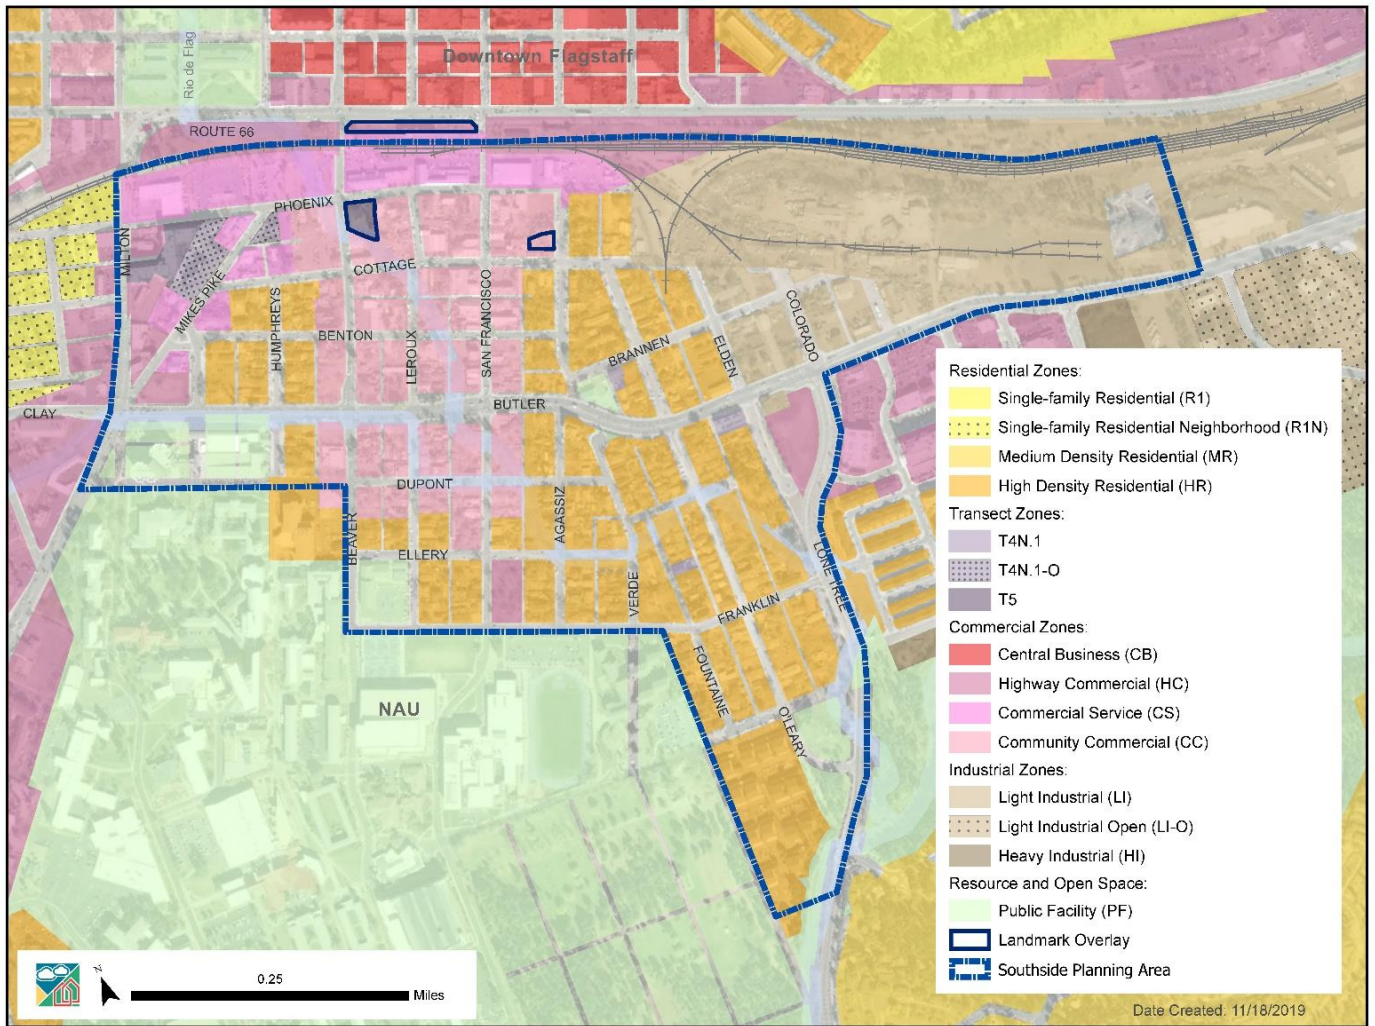 Downtown Flagstaff
Rio de Flag
ROUTE 66
PHOENIX
MILTON
COTTAGE
MIKES PIKE
HUMPHREYS
BENTON
LEROUX
SAN FRANCISCO
BRANNEN
ELDEN
COLORADO
CLAY
BUTLER
DUPONT
BEAVER
AGASSIZ
ELLERY
VERDE
LONE TREE
FRANKLIN
FOUNTAINE
O'LEARY
NAU
Residential Zones:
Single-family Residential (R1)
Single-family Residential Neighborhood (R1N)
Medium Density Residential (MR)
High Density Residential (HR)
Transect Zones:
T4N.1
T4N.1-O
T5
Commercial Zones:
Central Business (CB)
Highway Commercial (HC)
Commercial Service (CS)
Community Commercial (CC)
Industrial Zones:
Light Industrial (LI)
Light Industrial Open (LI-O)
Heavy Industrial (HI)
Resource and Open Space:
Public Facility (PF)
Landmark Overlay
Southside Planning Area
N
0.25
Miles
Date Created: 11/18/2019